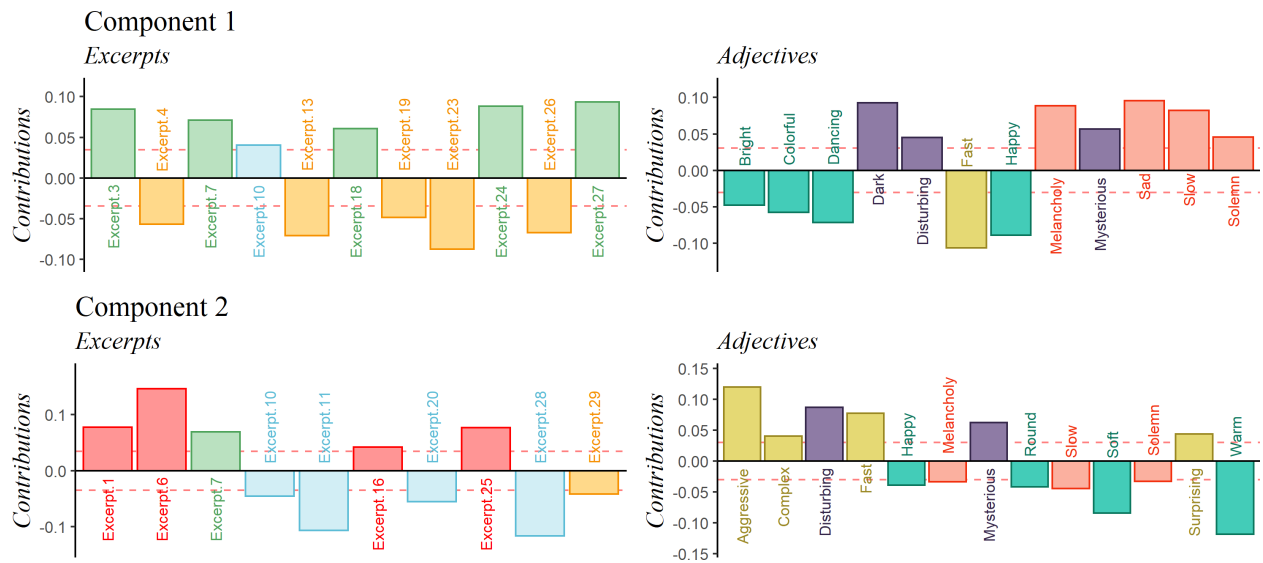 Component 1
Excerpts
Adjectives
Contributions
0.10
0.05
0.00
-0.05
-0.10
Excerpt.3
Excerpt.4
Excerpt.7
Excerpt.10
Excerpt.13
Excerpt.18
Excerpt.19
Excerpt.23
Excerpt.24
Excerpt.26
Excerpt.27
Contributions
0.10
0.05
0.00
-0.05
-0.10
Bright
Colorful
Dancing
Dark
Disturbing
Fast
Happy
Melancholy
Mysterious
Sad
Slow
Solemn
Component 2
Excerpts
Adjectives
Contributions
0.1
0.0
-0.1
Excerpt.1
Excerpt.6
Excerpt.7
Excerpt.10
Excerpt.11
Excerpt.16
Excerpt.20
Excerpt.25
Excerpt.28
Excerpt.29
Contributions
0.15
0.10
0.05
0.00
-0.05
-0.10
-0.15
Aggressive
Complex
Disturbing
Fast
Happy
Melancholy
Mysterious
Round
Slow
Soft
Solemn
Surprising
Warm